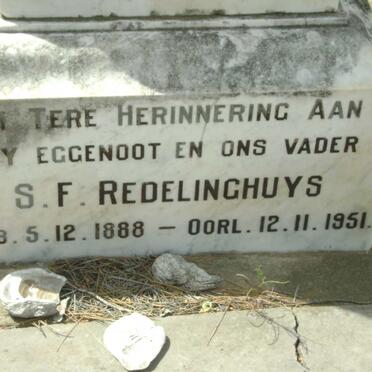 TERE HERINNERING AAN
EGGENOOT EN ONS VADER
S.F. REDELINGHUYS
.5.12.1888 — OORL. 12.11.1951.